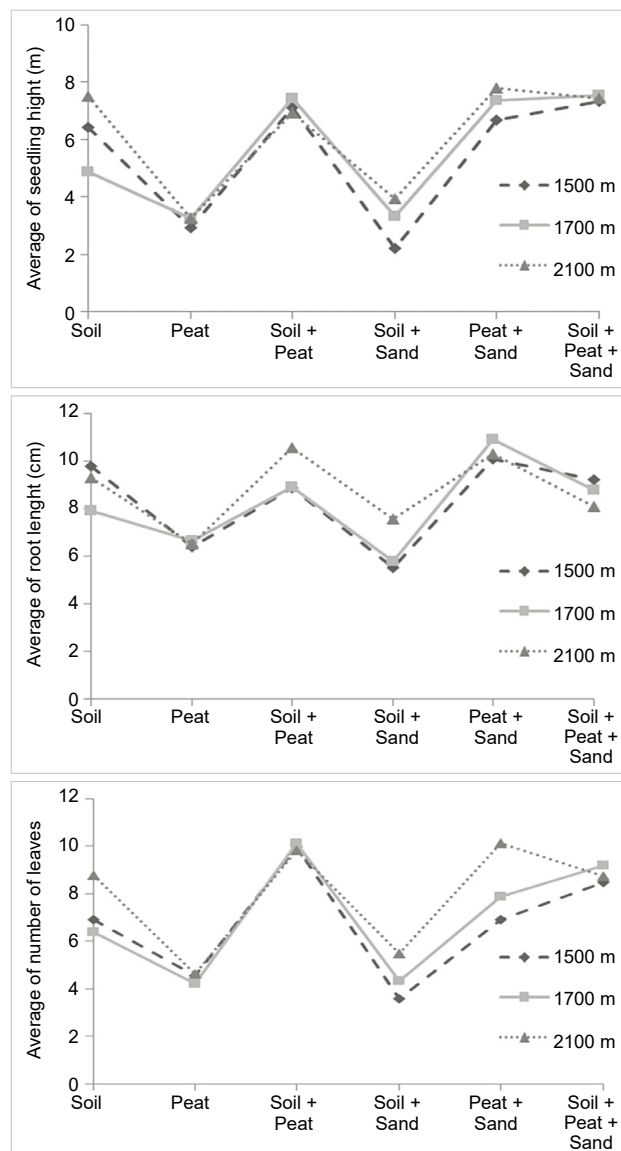 Average of seedling hight (m)
10
8
6
4
2
0
1500 m
1700 m
2100 m
Soil
Peat
Soil +
Peat
Soil +
Sand
Peat +
Sand
Soil +
Peat +
Sand
Average of root lenght (cm)
12
10
8
6
4
2
0
1500 m
1700 m
2100 m
Soil
Peat
Soil +
Peat
Soil +
Sand
Peat +
Sand
Soil +
Peat +
Sand
Average of number of leaves
12
10
8
6
4
2
0
1500 m
1700 m
2100 m
Soil
Peat
Soil +
Peat
Soil +
Sand
Peat +
Sand
Soil +
Peat +
Sand